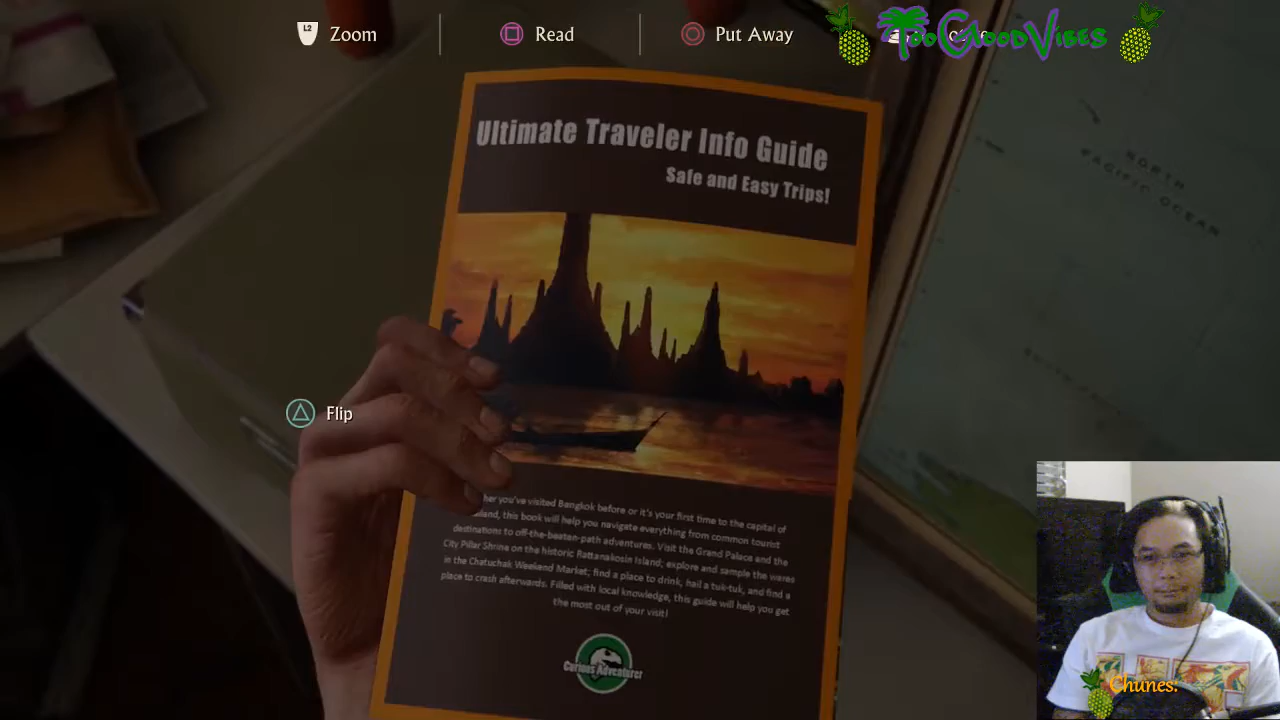 Zoom
Read
Put Away
TooGoodVibes
Ultimate Traveler Info Guide
Safe and Easy Trips!
NORTH
PACIFIC OCEAN
Flip
her you've visited Bangkok before or it's your first time to the capital of
this book will help you navigate everything from common tourist
destinations to off-the-beaten-path adventures. Visit the Grand Palace and the
City Pillar Shrine on the historic Rattanakosin Island; explore and sample the wares
in the Chatuchak Weekend Market; find a place to drink, hail a tuk-tuk, and find a
place to crash afterwards. Filled with local knowledge, this guide will help you get
the most out of your visit!
Curious Adventurer
Chunes: